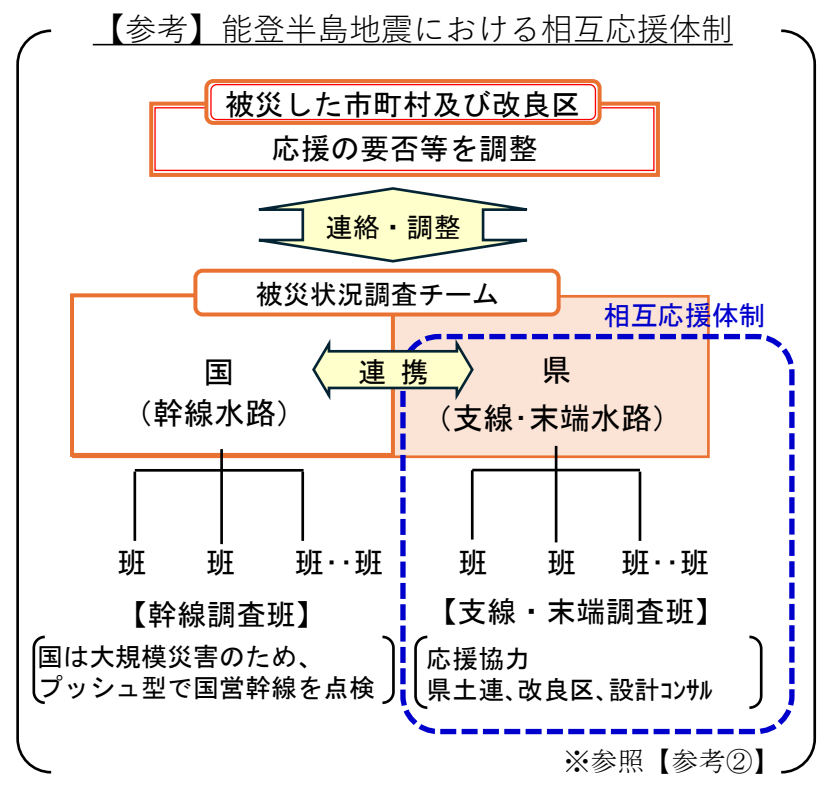 【参考】能登半島地震における相互応援体制
被災した市町村及び改良区
応援の要否等を調整
連絡・調整
被災状況調査チーム
相互応援体制
国
（幹線水路）
連 携
県
（支線･末端水路）
班 班 班‥班
班 班 班‥班
【幹線調査班】
国は大規模災害のため、
プッシュ型で国営幹線を点検
【支線・末端調査班】
応援協力
県土連、改良区、設計ｺﾝｻﾙ
※参照【参考②】